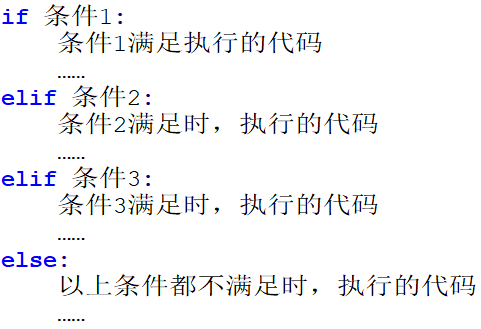 if 条件1:
    条件1满足执行的代码
    ……
elif 条件2:
    条件2满足时，执行的代码
    ……
elif 条件3:
    条件3满足时，执行的代码
    ……
else:
    以上条件都不满足时，执行的代码
    ……